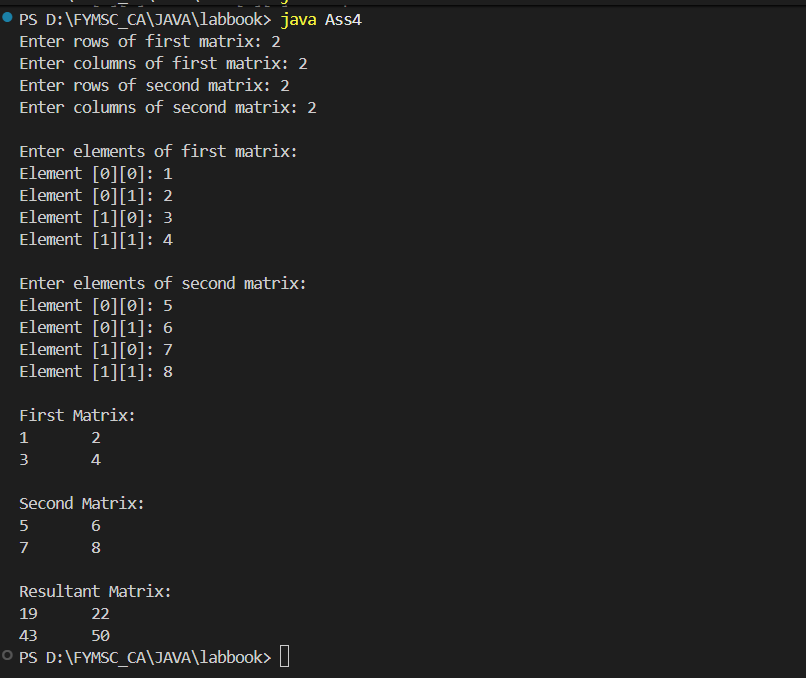 PS D:\FYMSC_CA\JAVA\labbook> java Ass4
Enter rows of first matrix: 2
Enter columns of first matrix: 2
Enter rows of second matrix: 2
Enter columns of second matrix: 2
Enter elements of first matrix:
Element [0][0]: 1
Element [0][1]: 2
Element [1][0]: 3
Element [1][1]: 4
Enter elements of second matrix:
Element [0][0]: 5
Element [0][1]: 6
Element [1][0]: 7
Element [1][1]: 8
First Matrix:
1 2
3 4
Second Matrix:
5 6
7 8
Resultant Matrix:
19 22
43 50
PS D:\FYMSC_CA\JAVA\labbook>